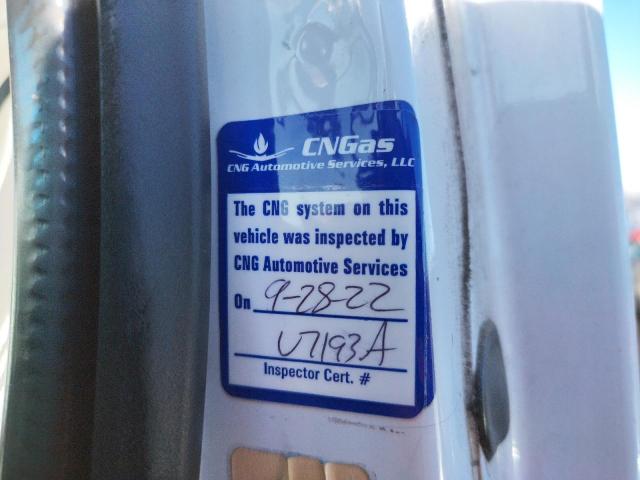 CNGas
CNG Automotive Services, LLC
The CNG system on this
vehicle was inspected by
CNG Automotive Services
On 9-28-22
U7193A
Inspector Cert. #